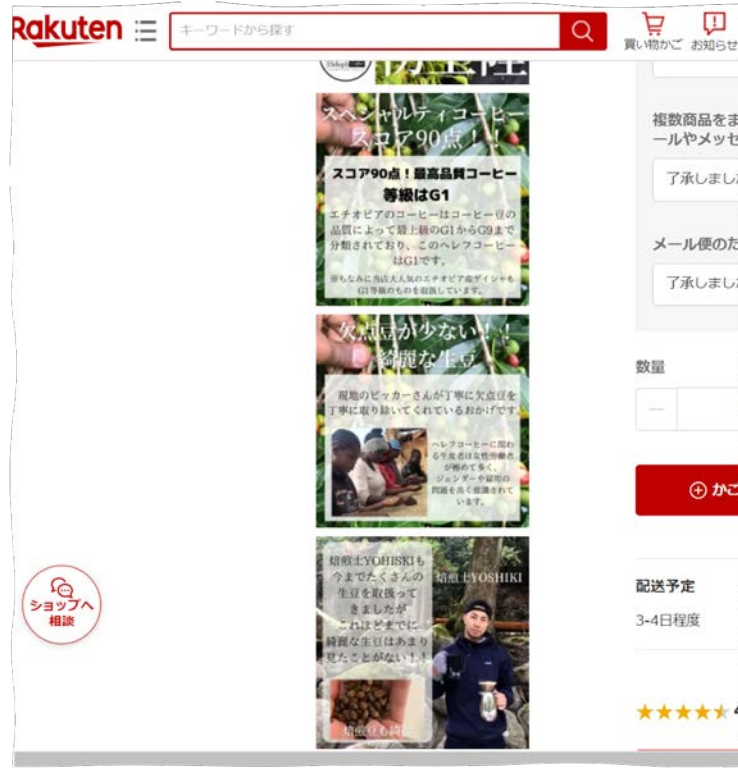 Rakuten
キーワードから探す
買い物かご
お知らせ
スペシャルティコーヒー
スコア90点！！
スコア90点！最高品質コーヒー
等級はG1
エチオピアのコーヒーはコーヒー豆の
品質によって最上級のG1からG9まで
分類されており、このヘレフコーヒー
はG1です。
※ちなみに当店大人気のエチオピア産ゲイシャも
G1等級のものを取扱しています。
欠点豆が少ない！！
綺麗な生豆
現地のピッカーさんが丁寧に欠点豆を
丁寧に取り除いてくれているおかげです
ヘレフコーヒーに関わ
る生産者は女性労働者
が極めて多く、
ジェンダーや雇用の
問題を高く意識されて
います。
焙煎士YOHISKIも
今までたくさんの
生豆を取扱って
きましたが
これほどまでに
綺麗な生豆はあまり
見たことがない！！
焙煎士YOSHIKI
焙煎豆も綺麗
ショップへ
相談
複数商品をま
ールやメッセ
了承しまし
メール便のた
了承しまし
数量
かご
配送予定
3-4日程度